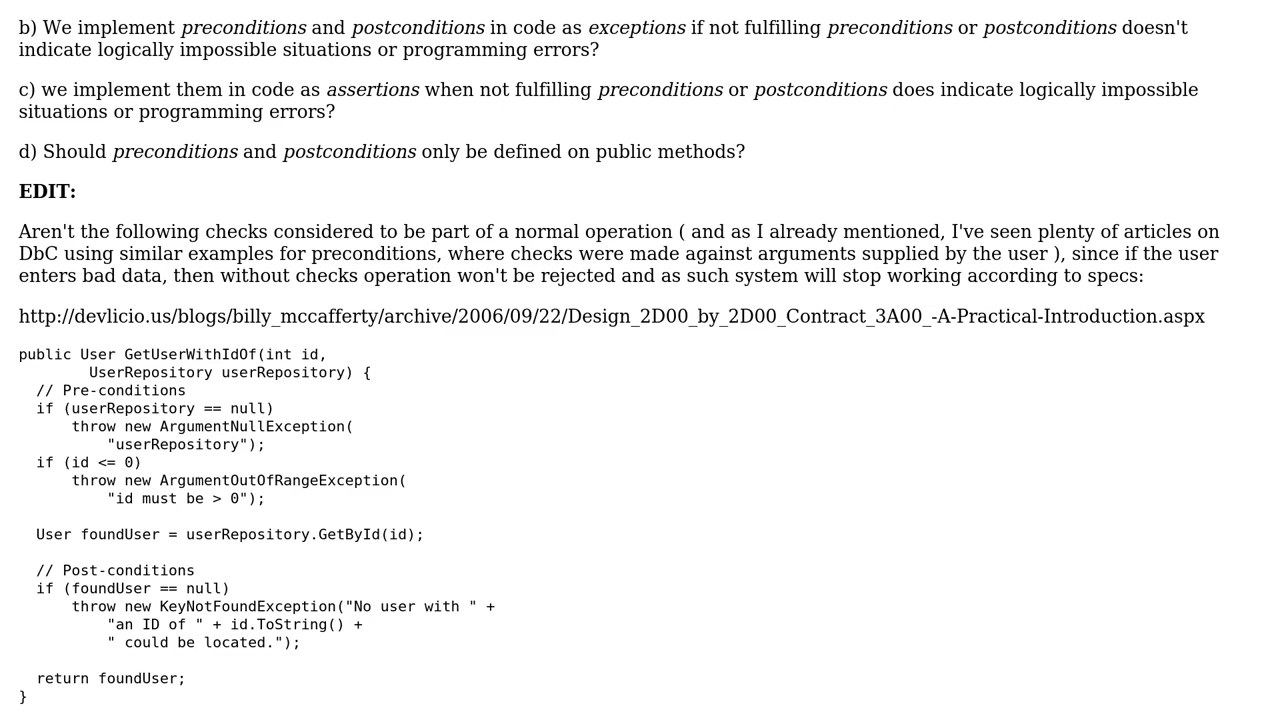 b) We implement preconditions and postconditions in code as exceptions if not fulfilling preconditions or postconditions doesn't
indicate logically impossible situations or programming errors?
c) we implement them in code as assertions when not fulfilling preconditions or postconditions does indicate logically impossible
situations or programming errors?
d) Should preconditions and postconditions only be defined on public methods?
EDIT:
Aren't the following checks considered to be part of a normal operation ( and as I already mentioned, I've seen plenty of articles on
DbC using similar examples for preconditions, where checks were made against arguments supplied by the user ), since if the user
enters bad data, then without checks operation won't be rejected and as such system will stop working according to specs:
http://devlicio.us/blogs/billy_mccafferty/archive/2006/09/22/Design_2D00_by_2D00_Contract_3A00_-A-Practical-Introduction.aspx
public User GetUserWithIdOf(int id,
        UserRepository userRepository) {
  // Pre-conditions
  if (userRepository == null)
      throw new ArgumentNullException(
          "userRepository");
  if (id <= 0)
      throw new ArgumentOutOfRangeException(
          "id must be > 0");
  User foundUser = userRepository.GetById(id);
  // Post-conditions
  if (foundUser == null)
      throw new KeyNotFoundException("No user with " +
          "an ID of " + id.ToString() +
          " could be located.");
  return foundUser;
}